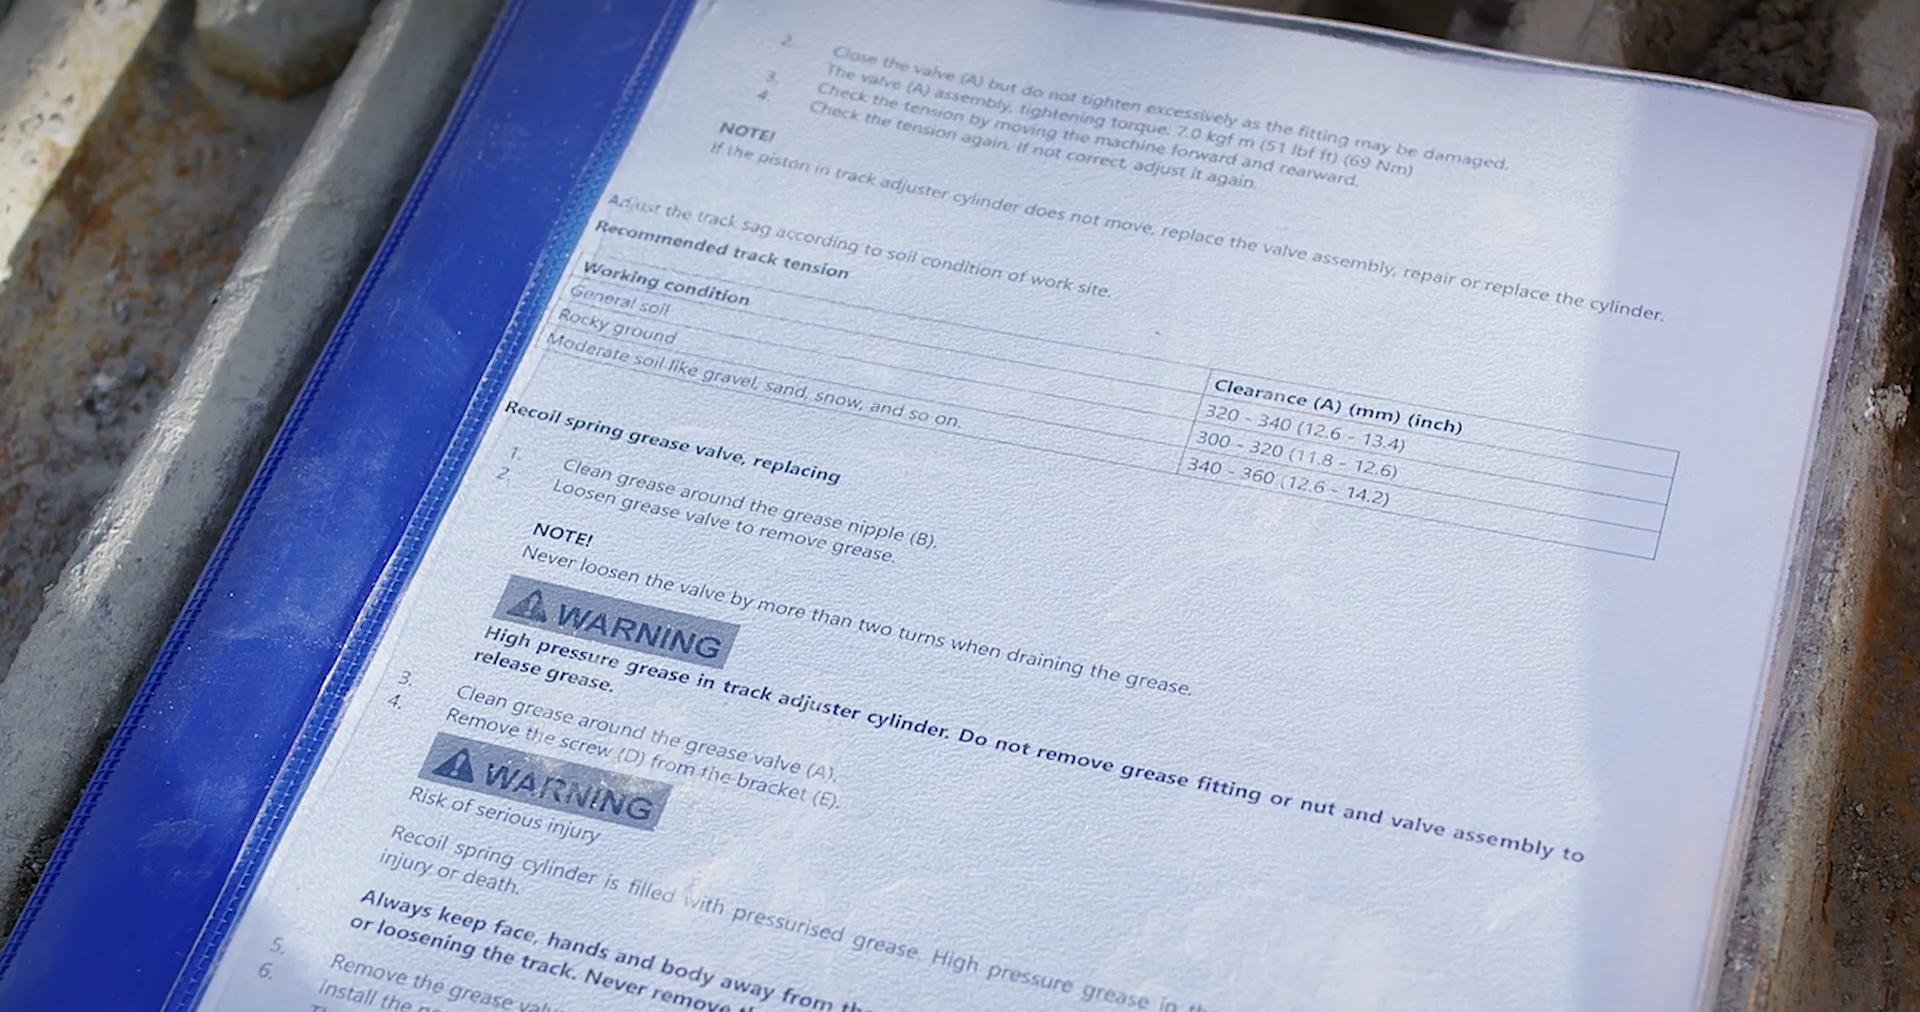 2. Close the valve (A) but do not tighten excessively as the fitting may be damaged.
The valve (A) assembly, tightening torque: 7.0 kgf m (51 lbf ft) (69 Nm)
3. Check the tension by moving the machine forward and rearward.
4. Check the tension again. If not correct, adjust it again.
NOTE!
If the piston in track adjuster cylinder does not move, replace the valve assembly, repair or replace the cylinder.
Adjust the track sag according to soil condition of work site.
Recommended track tension
Working condition Clearance (A) (mm) (inch)
General soil 320 - 340 (12.6 - 13.4)
Rocky ground 300 - 320 (11.8 - 12.6)
Moderate soil like gravel, sand, snow, and so on. 340 - 360 (12.6 - 14.2)
Recoil spring grease valve, replacing
1. Clean grease around the grease nipple (B).
2. Loosen grease valve to remove grease.
NOTE!
Never loosen the valve by more than two turns when draining the grease.
WARNING
High pressure grease in track adjuster cylinder. Do not remove grease fitting or nut and valve assembly to
release grease.
3. Clean grease around the grease valve (A).
4. Remove the screw (D) from the bracket (E).
WARNING
Risk of serious injury
Recoil spring cylinder is filled with pressurised grease. High pressure grease in
injury or death.
Always keep face, hands and body away from
or loosening the track. Never remove
5. Remove the grease
6. Install the